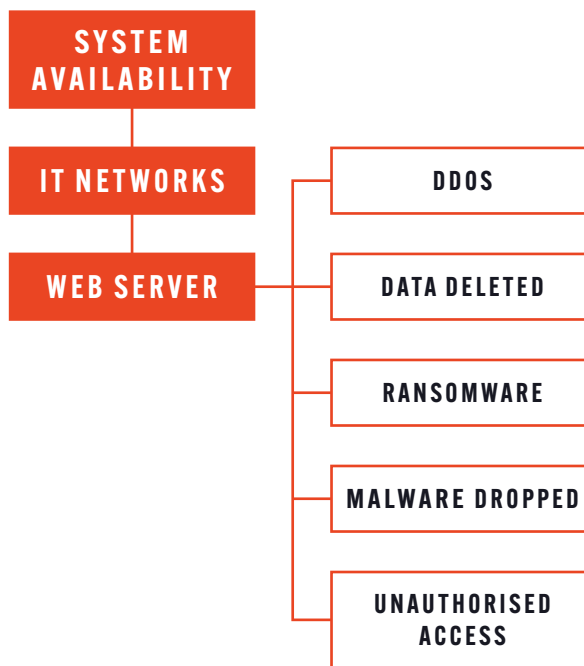 SYSTEM
AVAILABILITY
IT NETWORKS
WEB SERVER
DDOS
DATA DELETED
RANSOMWARE
MALWARE DROPPED
UNAUTHORISED
ACCESS